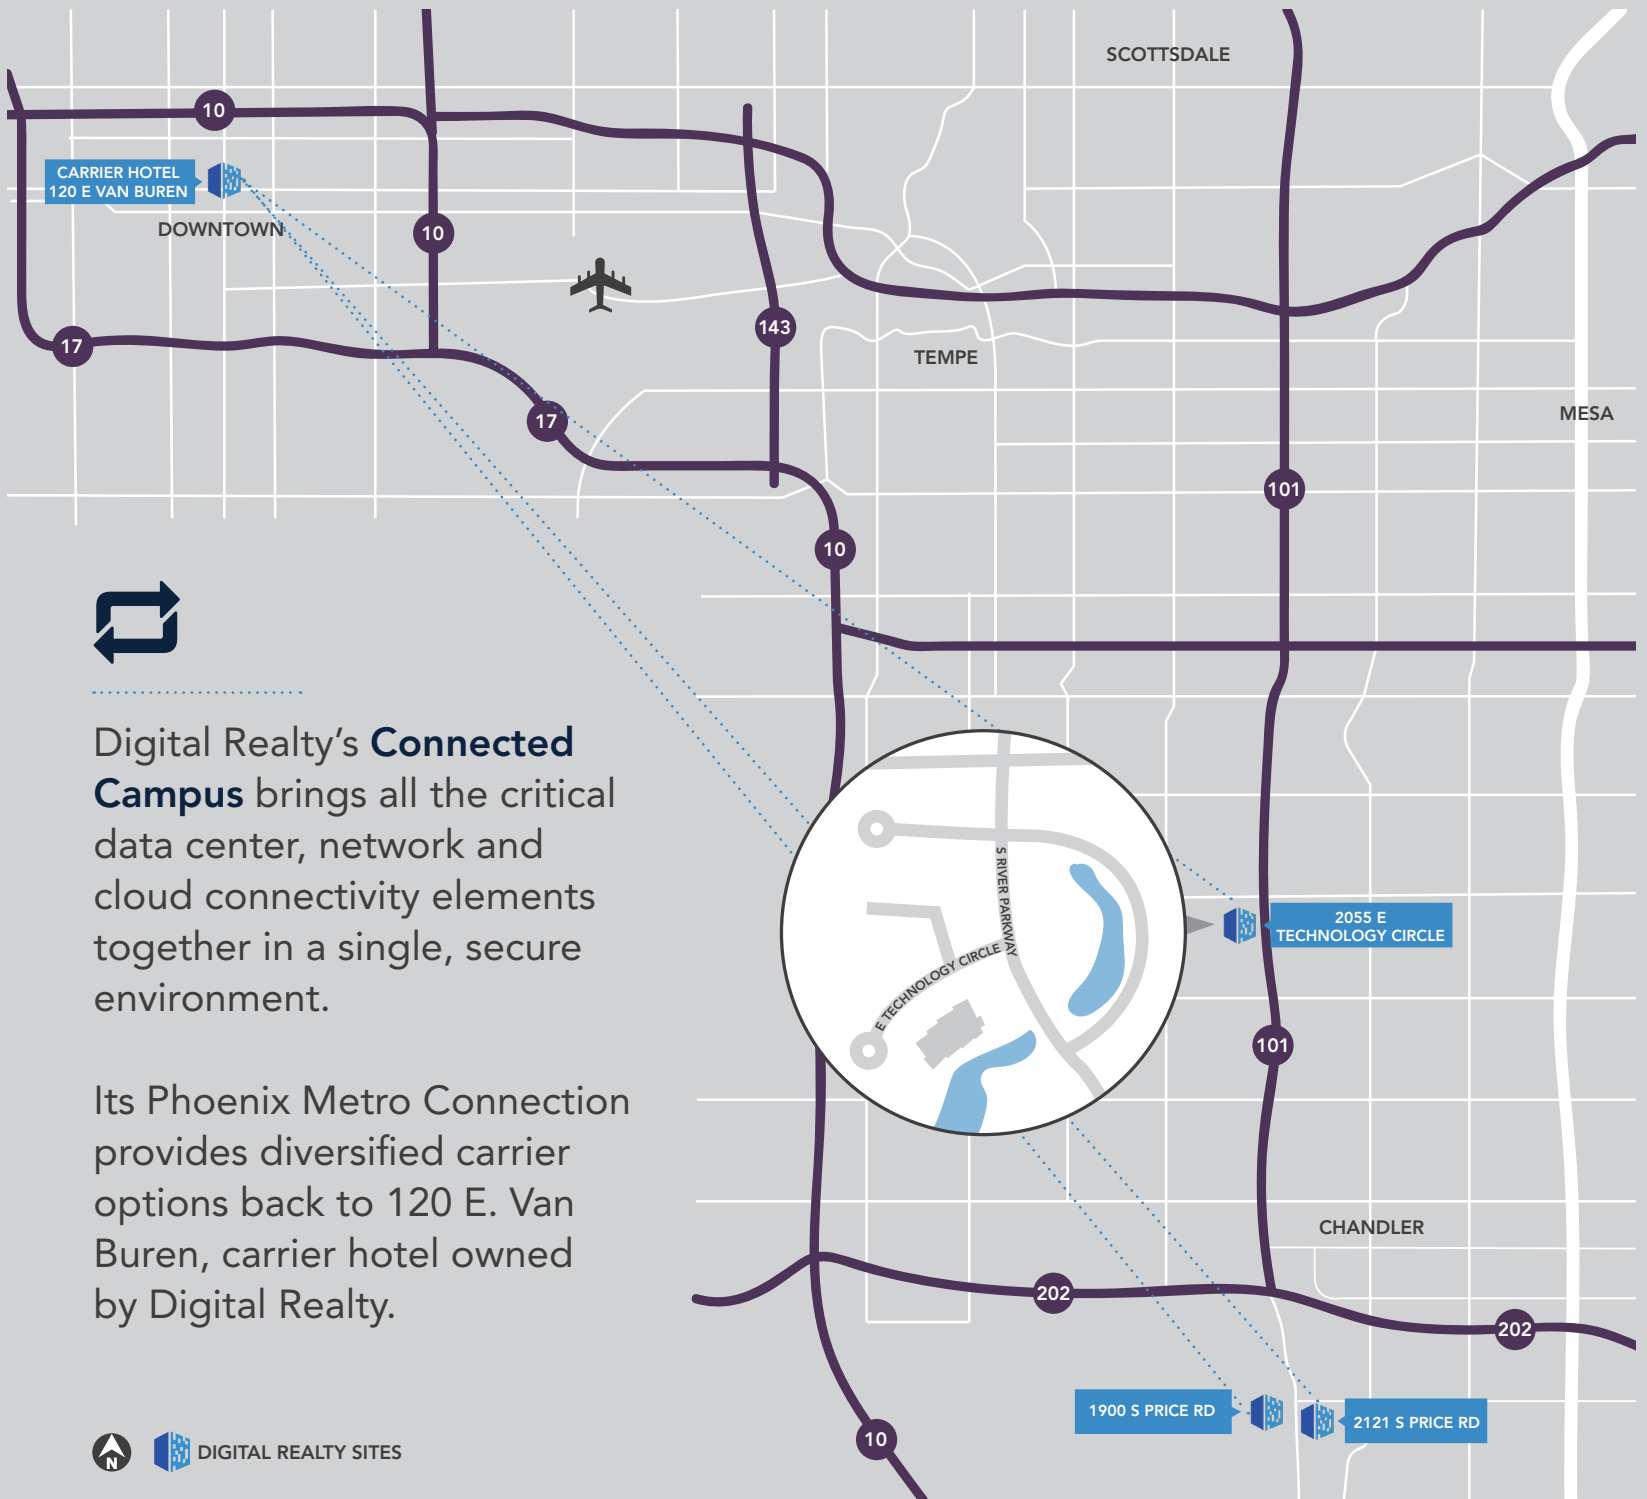 SCOTTSDALE
10
CARRIER HOTEL
120 E VAN BUREN
DOWNTOWN
10
143
17
TEMPE
MESA
17
101
10
Digital Realty’s Connected
Campus brings all the critical
data center, network and
cloud connectivity elements
together in a single, secure
environment.
Its Phoenix Metro Connection
provides diversified carrier
options back to 120 E. Van
Buren, carrier hotel owned
by Digital Realty.
S RIVER PARKWAY
E TECHNOLOGY CIRCLE
2055 E
TECHNOLOGY CIRCLE
101
CHANDLER
202
202
1900 S PRICE RD
2121 S PRICE RD
10
N
DIGITAL REALTY SITES